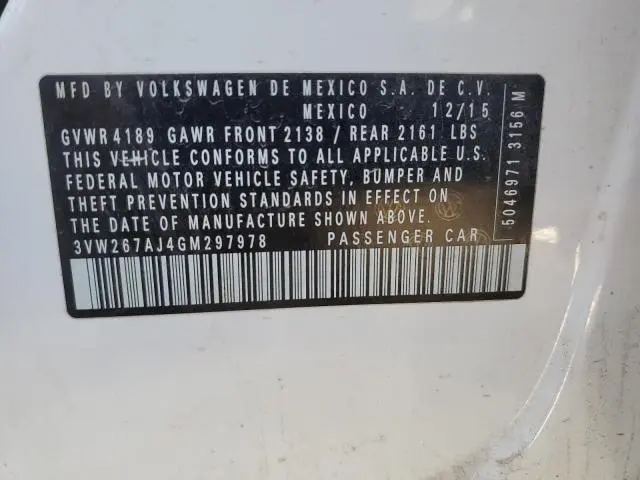 MFD BY VOLKSWAGEN DE MEXICO S.A. DE C.V.
MEXICO 12/15
GVWR 4189 GAWR FRONT 2138 / REAR 2161 LBS
THIS VEHICLE CONFORMS TO ALL APPLICABLE U.S.
FEDERAL MOTOR VEHICLE SAFETY, BUMPER AND
THEFT PREVENTION STANDARDS IN EFFECT ON
THE DATE OF MANUFACTURE SHOWN ABOVE.
3VW267AJ4GM297978 PASSENGER CAR
5046971 3156 M